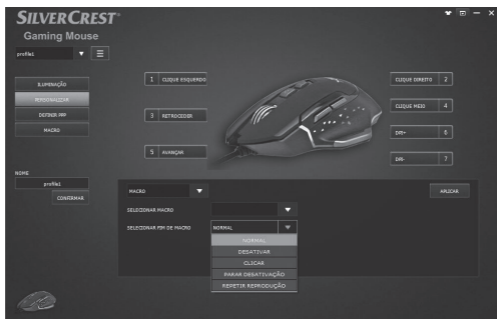 SILVERCREST®
Gaming Mouse
profile1
ILUMINAÇÃO
PERSONALIZAR
DEFINIR PPP
MACRO
NOME
profile1
CONFIRMAR
1 CLIQUE ESQUERDO
3 RETROCEDER
5 AVANÇAR
CLIQUE DIREITO 2
CLIQUE MEIO 4
DPI+ 6
DPI- 7
MACRO
APLICAR
SELECIONAR MACRO
SELECIONAR FIM DE MACRO NORMAL
NORMAL
DESATIVAR
CLICAR
PARAR DESATIVAÇÃO
REPETIR REPRODUÇÃO